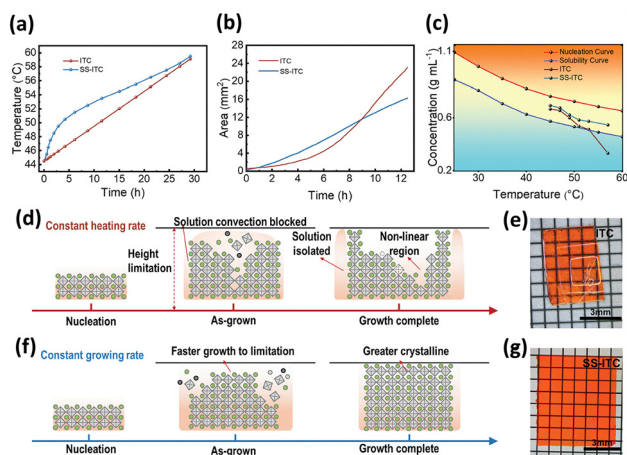 (a)
60
58
56
54
52
50
48
46
44
Temperature (°C)
ITC
SS-ITC
0
5
10
15
20
25
30
Time (h)
(b)
28
24
20
16
12
8
4
0
Area (mm²)
ITC
SS-ITC
0
2
4
6
8
10
12
Time (h)
(c)
1.1
0.6
0.2
Concentration (g mL⁻¹)
Nucleation Curve
Solubility Curve
ITC
SS-ITC
30
40
50
60
Temperature (°C)
(d)
Constant heating rate
Solution convection blocked
Height
limitation
Solution
isolated
Non-linear
region
Nucleation
As-grown
Growth complete
(e)
ITC
3mm
(f)
Constant growing rate
Faster growth to limitation
Greater crystalline
Nucleation
As-grown
Growth complete
(g)
SS-ITC
3mm